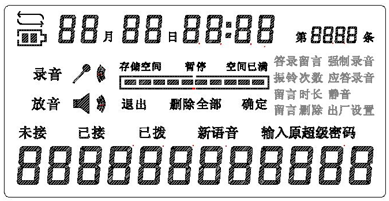 88月88日88:88 第8888条
存储空间 暂停 空间已满
答录留言 强制录音
录音
振铃次数 应答录音
留言时长 静音
放音 退出 删除全部 确定
留言删除 出厂设置
未接 已接 已拨 新语音 输入原超级密码
888888888888